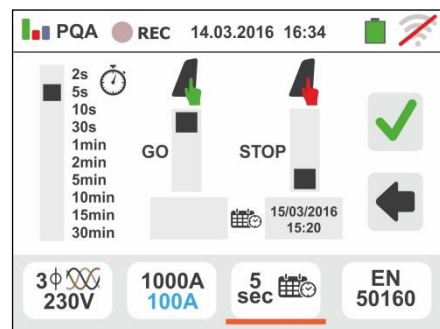 PQA REC 14.03.2016 16:34
2s
5s
10s
30s
1min
2min
5min
10min
15min
30min
GO
STOP
15/03/2016
15:20
3ϕ
230V
1000A
100A
5
sec
EN
50160